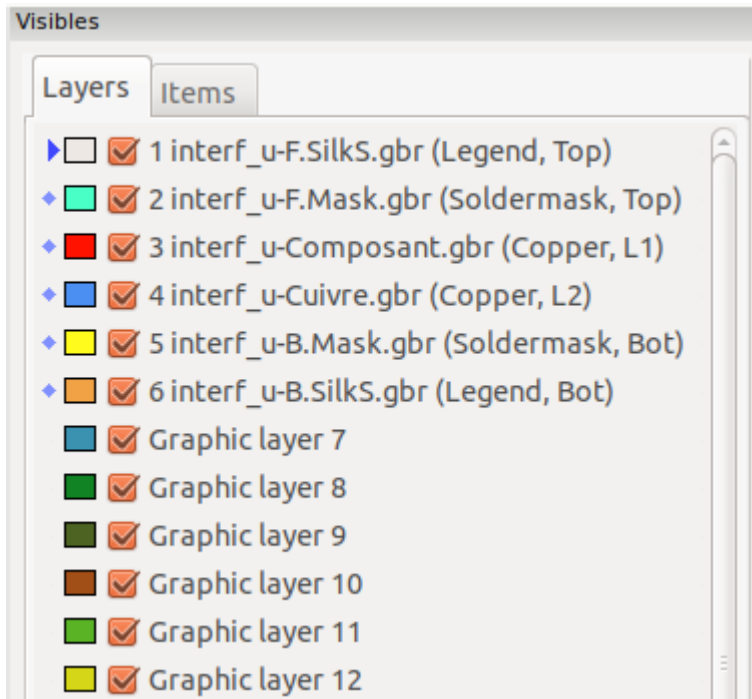 Visibles
Layers Items
1 interf_u-F.SilkS.gbr (Legend, Top)
2 interf_u-F.Mask.gbr (Soldermask, Top)
3 interf_u-Composant.gbr (Copper, L1)
4 interf_u-Cuivre.gbr (Copper, L2)
5 interf_u-B.Mask.gbr (Soldermask, Bot)
6 interf_u-B.SilkS.gbr (Legend, Bot)
Graphic layer 7
Graphic layer 8
Graphic layer 9
Graphic layer 10
Graphic layer 11
Graphic layer 12